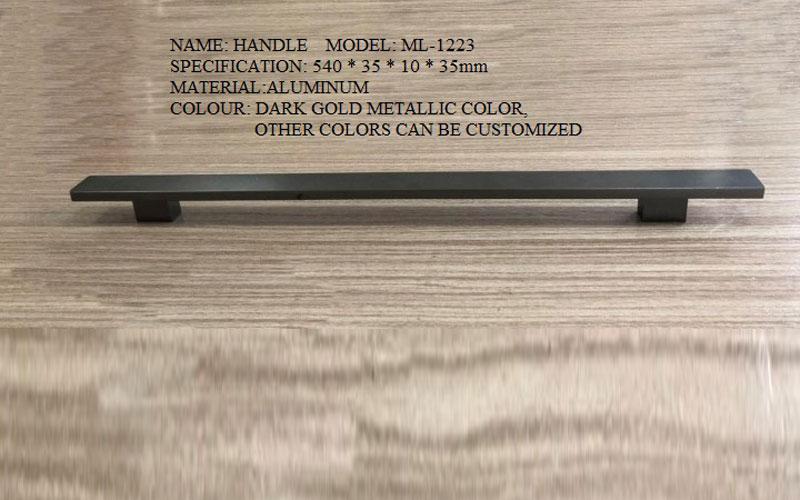 NAME: HANDLE    MODEL: ML-1223
SPECIFICATION: 540 * 35 * 10 * 35mm
MATERIAL:ALUMINUM
COLOUR: DARK GOLD METALLIC COLOR,
OTHER COLORS CAN BE CUSTOMIZED